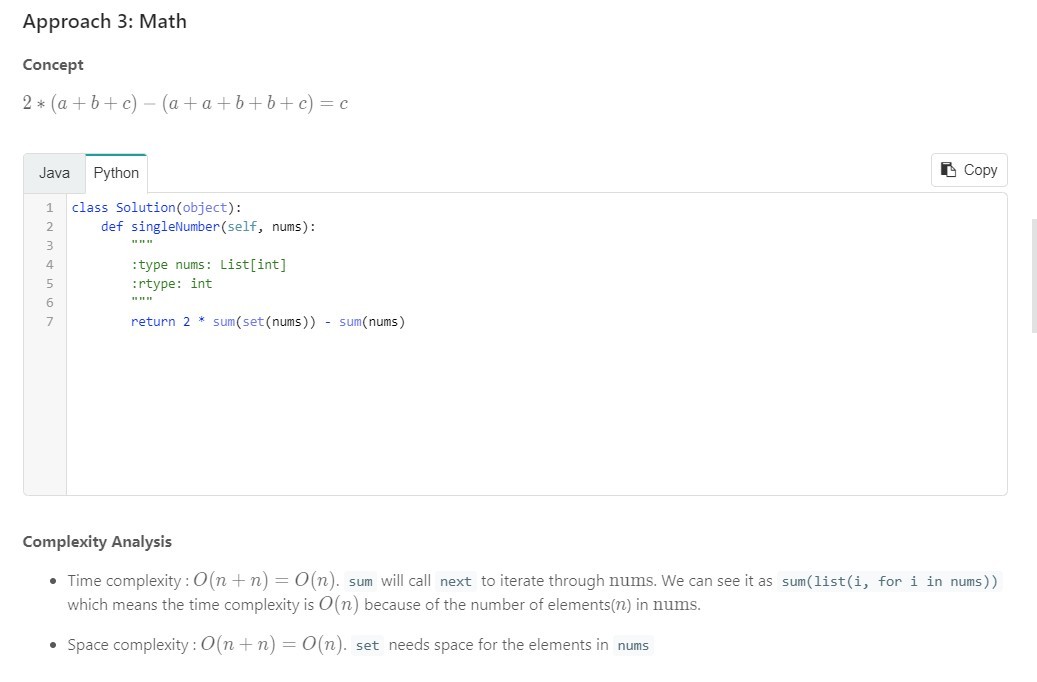 Approach 3: Math
Concept
2 ∗ (a + b + c) − (a + a + b + b + c) = c
Java Python Copy
1 class Solution(object):
2     def singleNumber(self, nums):
3         """
4         :type nums: List[int]
5         :rtype: int
6         """
7         return 2 * sum(set(nums)) - sum(nums)
Complexity Analysis
• Time complexity : O(n + n) = O(n). sum will call next to iterate through nums. We can see it as sum(list(i, for i in nums))
which means the time complexity is O(n) because of the number of elements(n) in nums.
• Space complexity : O(n + n) = O(n). set needs space for the elements in nums